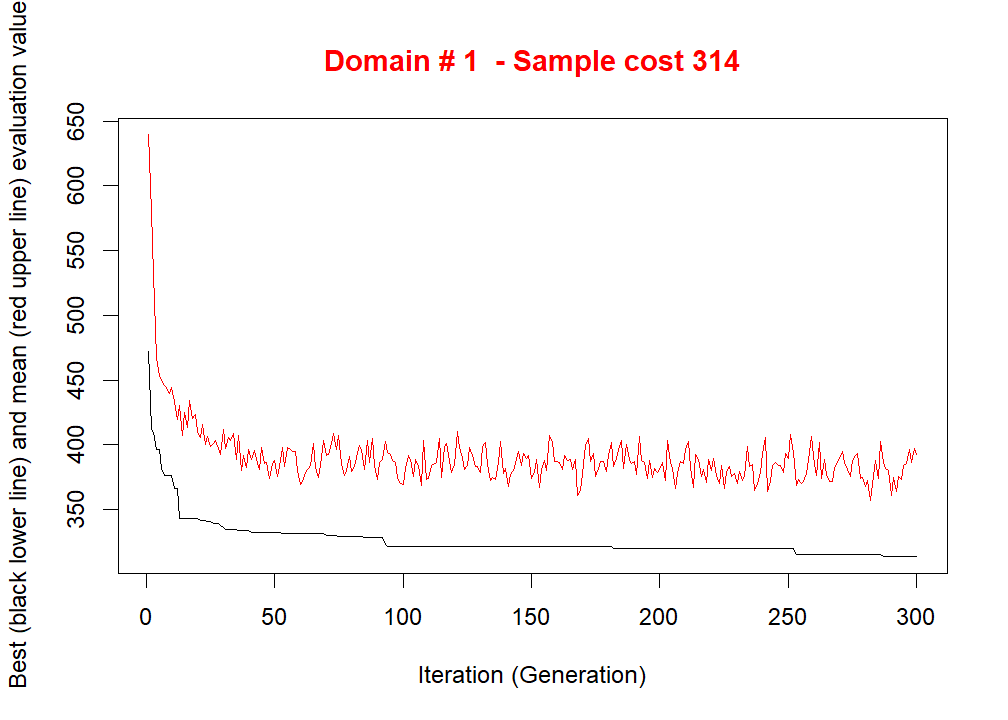 Domain # 1  - Sample cost 314
Best (black lower line) and mean (red upper line) evaluation value
650
600
550
500
450
400
350
0 50 100 150 200 250 300
Iteration (Generation)